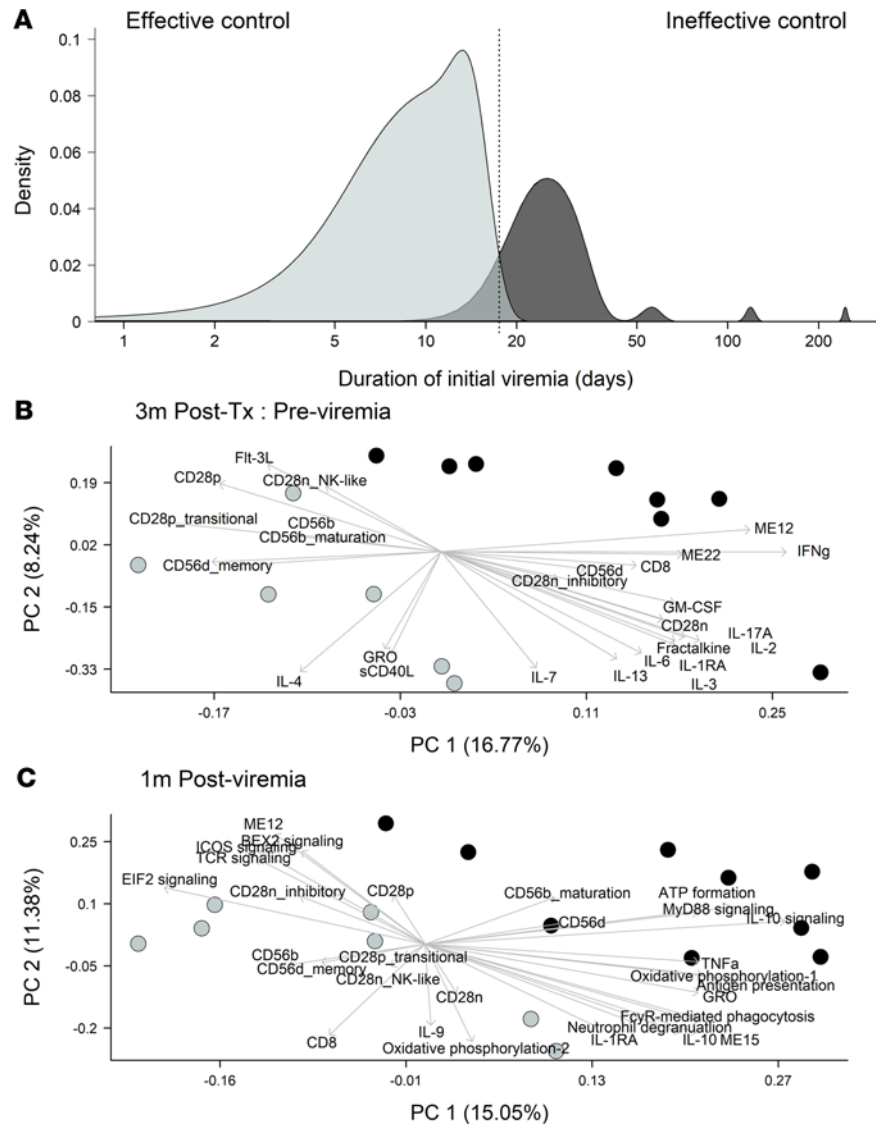 A
Effective control
Ineffective control
0.1
0.08
0.06
0.04
0.02
0
Density
1
2
5
10
20
50
100
200
Duration of initial viremia (days)
B
3m Post-Tx : Pre-viremia
0.19
0.02
-0.15
-0.33
PC 2 (8.24%)
Flt-3L
CD28p
CD28n_NK-like
CD28p_transitional
CD56b
CD56b_maturation
CD56d_memory
ME12
IFNg
ME22
CD8
CD56d
CD28n_inhibitory
GM-CSF
CD28n
IL-17A
Fractalkine
IL-2
GRO
sCD40L
IL-4
IL-7
IL-6
IL-13
IL-1RA
IL-3
-0.17
-0.03
0.11
0.25
PC 1 (16.77%)
C
1m Post-viremia
0.25
0.1
-0.05
-0.2
PC 2 (11.38%)
ME12
BEX2 signaling
ICOS signaling
TCR signaling
EIF2 signaling
CD28n_inhibitory
CD28p
CD56b_maturation
ATP formation
MyD88 signaling
IL-10 signaling
CD56d
CD56b
CD28p_transitional
CD56d_memory
CD28n_NK-like
TNFa
Oxidative phosphorylation-1
Antigen presentation
GRO
CD28n
FcγR-mediated phagocytosis
Neutrophil degranuatlion
IL-9
CD8
Oxidative phosphorylation-2
IL-1RA
IL-10
ME15
-0.16
-0.01
0.13
0.27
PC 1 (15.05%)